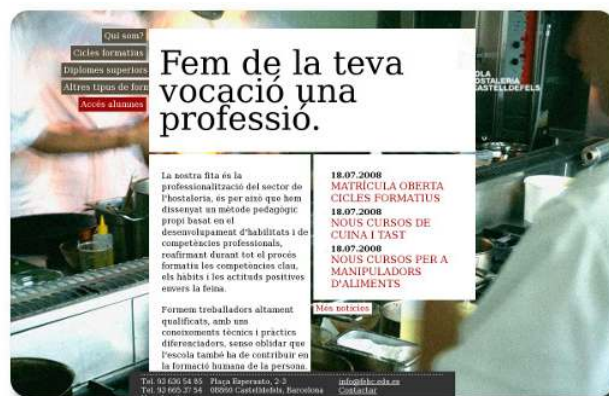 Qui som?
Cicles formatius
Diplomes superiors
Altres tipus de form
Accés alumnes
Fem de la teva
vocació una
professió.
OLA
OSTALERIA
CASTELLDEFELS
La nostra fita és la
professionalització del sector de
l'hostaleria, és per això que hem
dissenyat un mètode pedagògic
propi basat en el
desenvolupament d'habilitats i de
competències professionals,
reafirmant durant tot el procés
formatiu les competències clau,
els hàbits i les actituds positives
envers la feina.
Formem treballadors altament
qualificats, amb uns
coneixements tècnics i pràctics
diferenciadors, sense oblidar que
l'escola també ha de contribuir en
la formació humana de la persona.
18.07.2008
MATRÍCULA OBERTA
CICLES FORMATIUS
18.07.2008
NOUS CURSOS DE
CUINA I TAST
18.07.2008
NOUS CURSOS PER A
MANIPULADORS
D'ALIMENTS
Més notícies
Tel. 93 636 54 85 Plaça Esperanto, 2-3
Tel. 93 665 37 54 08860 Castelldefels, Barcelona
Contactar